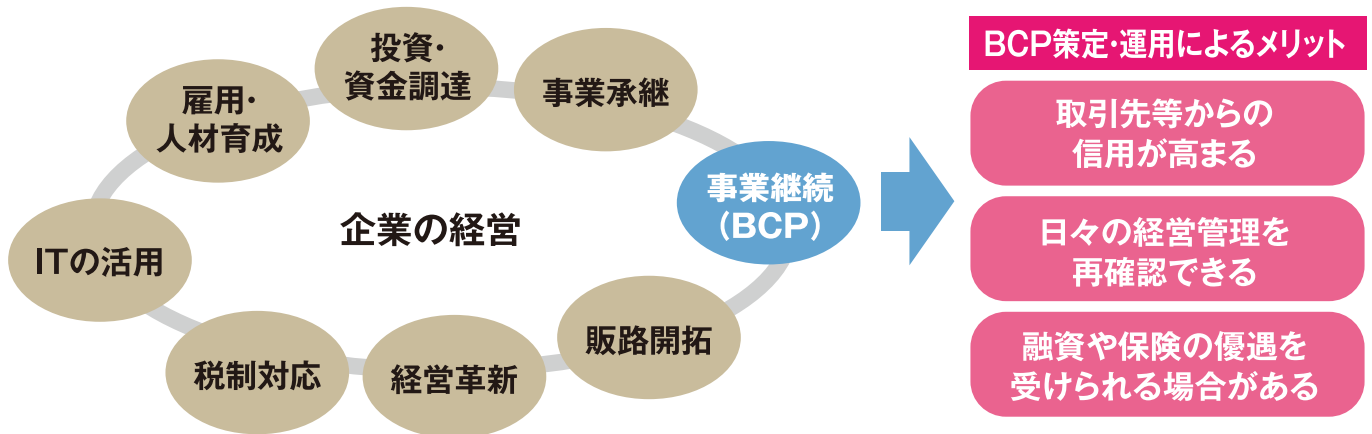 投資・
資金調達
雇用・
人材育成
事業承継
ITの活用
企業の経営
事業継続
（BCP）
税制対応
経営革新
販路開拓
BCP策定・運用によるメリット
取引先等からの
信用が高まる
日々の経営管理を
再確認できる
融資や保険の優遇を
受けられる場合がある